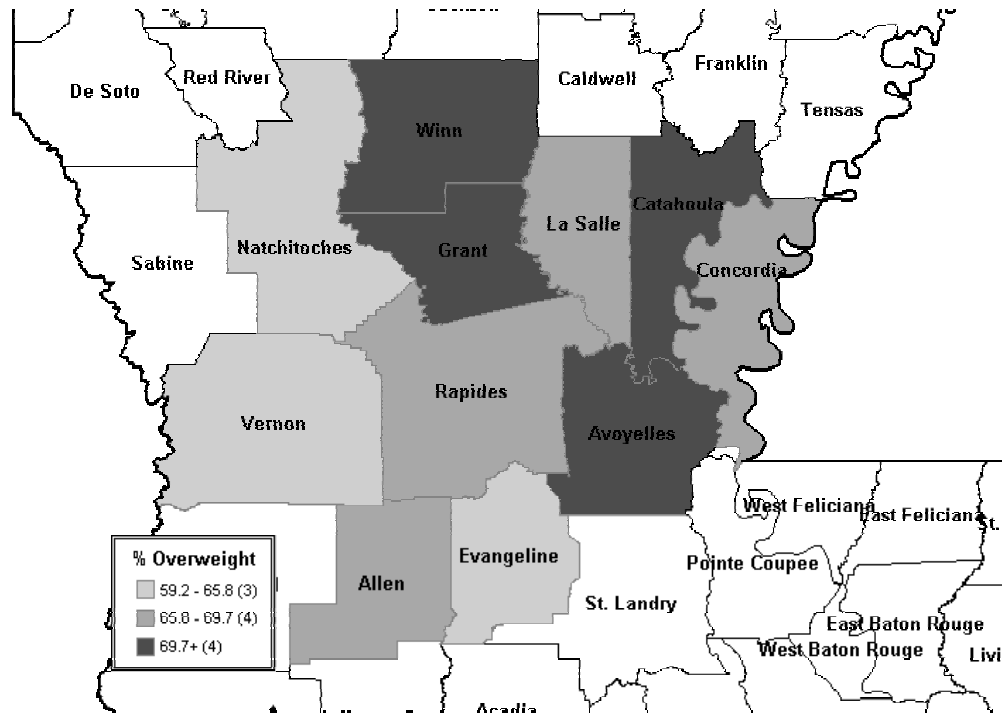 Caldwell
Franklin
De Soto
Red River
Tensas
Winn
Catahoula
La Salle
Natchitoches
Grant
Sabine
Concordia
Rapides
Vernon
Avoyelles
West Feliciana
East Feliciana
St.
% Overweight
59.2 - 65.8 (3)
65.8 - 69.7 (4)
69.7+ (4)
Evangeline
Pointe Coupee
Allen
St. Landry
East Baton Rouge
West Baton Rouge
Livi
Acadia